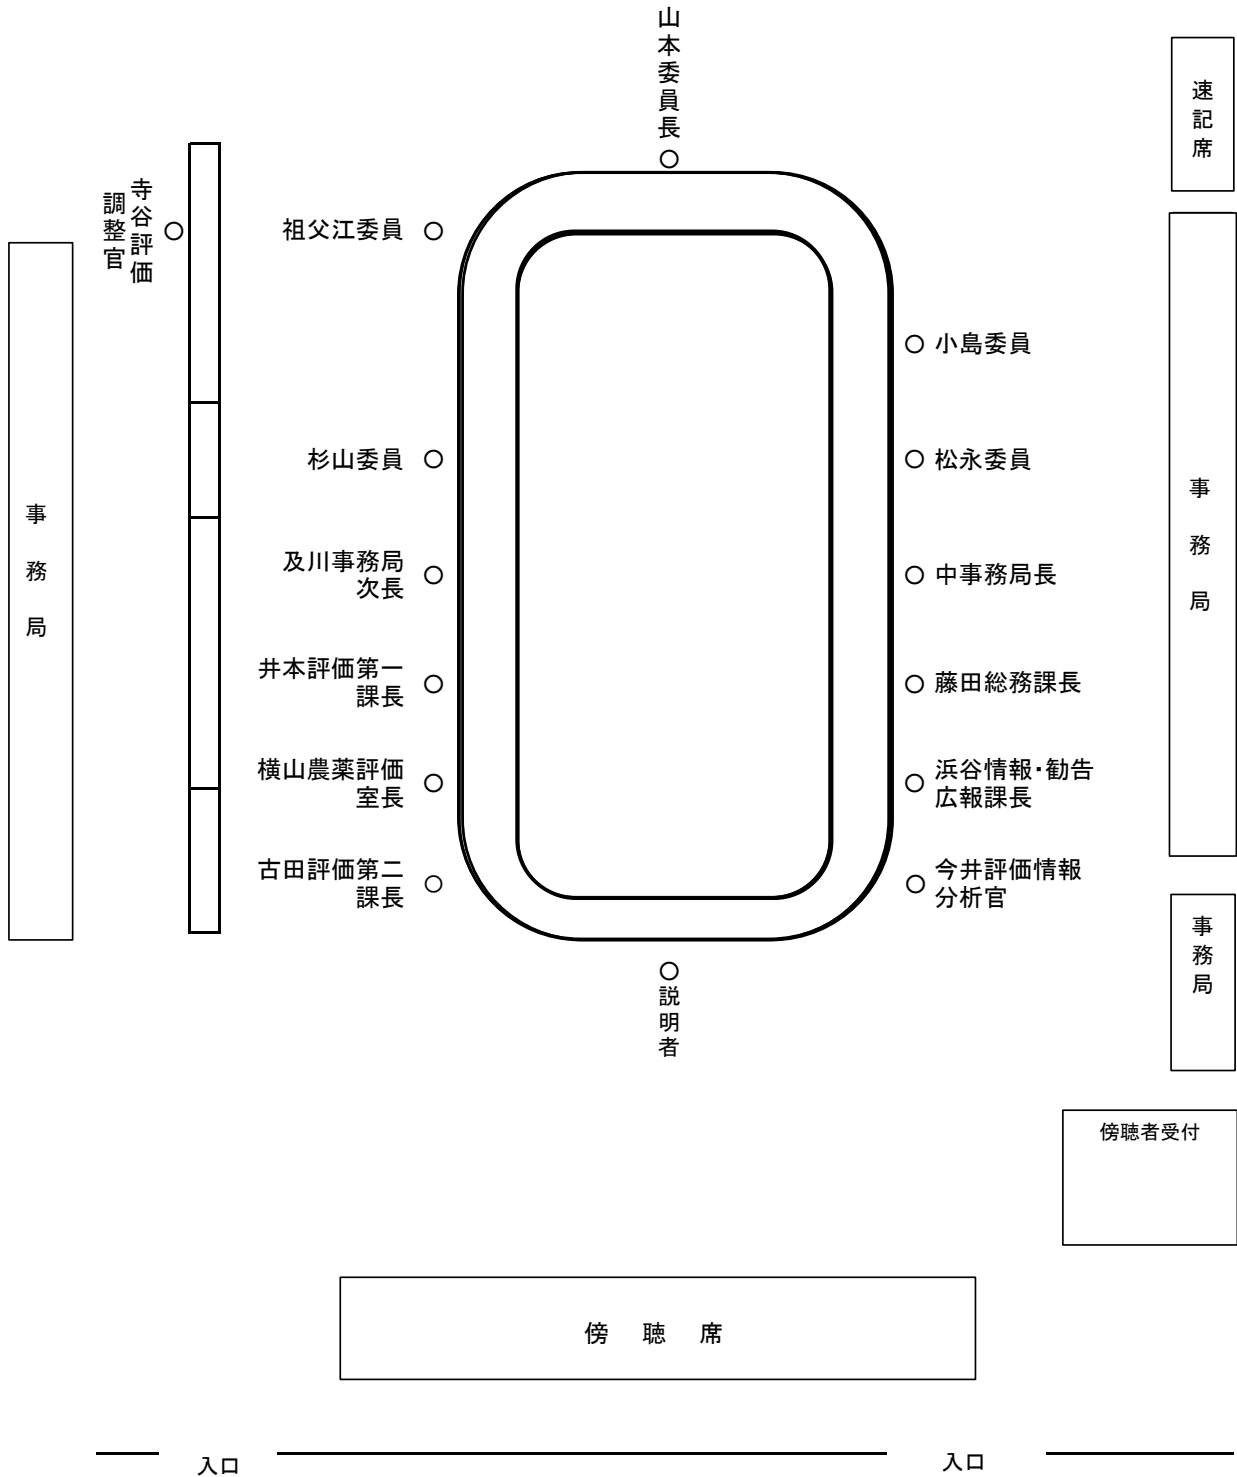 山本委員長
速記席
寺谷評価
調整官
祖父江委員
小島委員
杉山委員
松永委員
事務局
事務局
及川事務局
次長
中事務局長
井本評価第一
課長
藤田総務課長
横山農薬評価
室長
浜谷情報・勧告
広報課長
古田評価第二
課長
今井評価情報
分析官
事務局
説明者
傍聴者受付
傍聴席
入口
入口